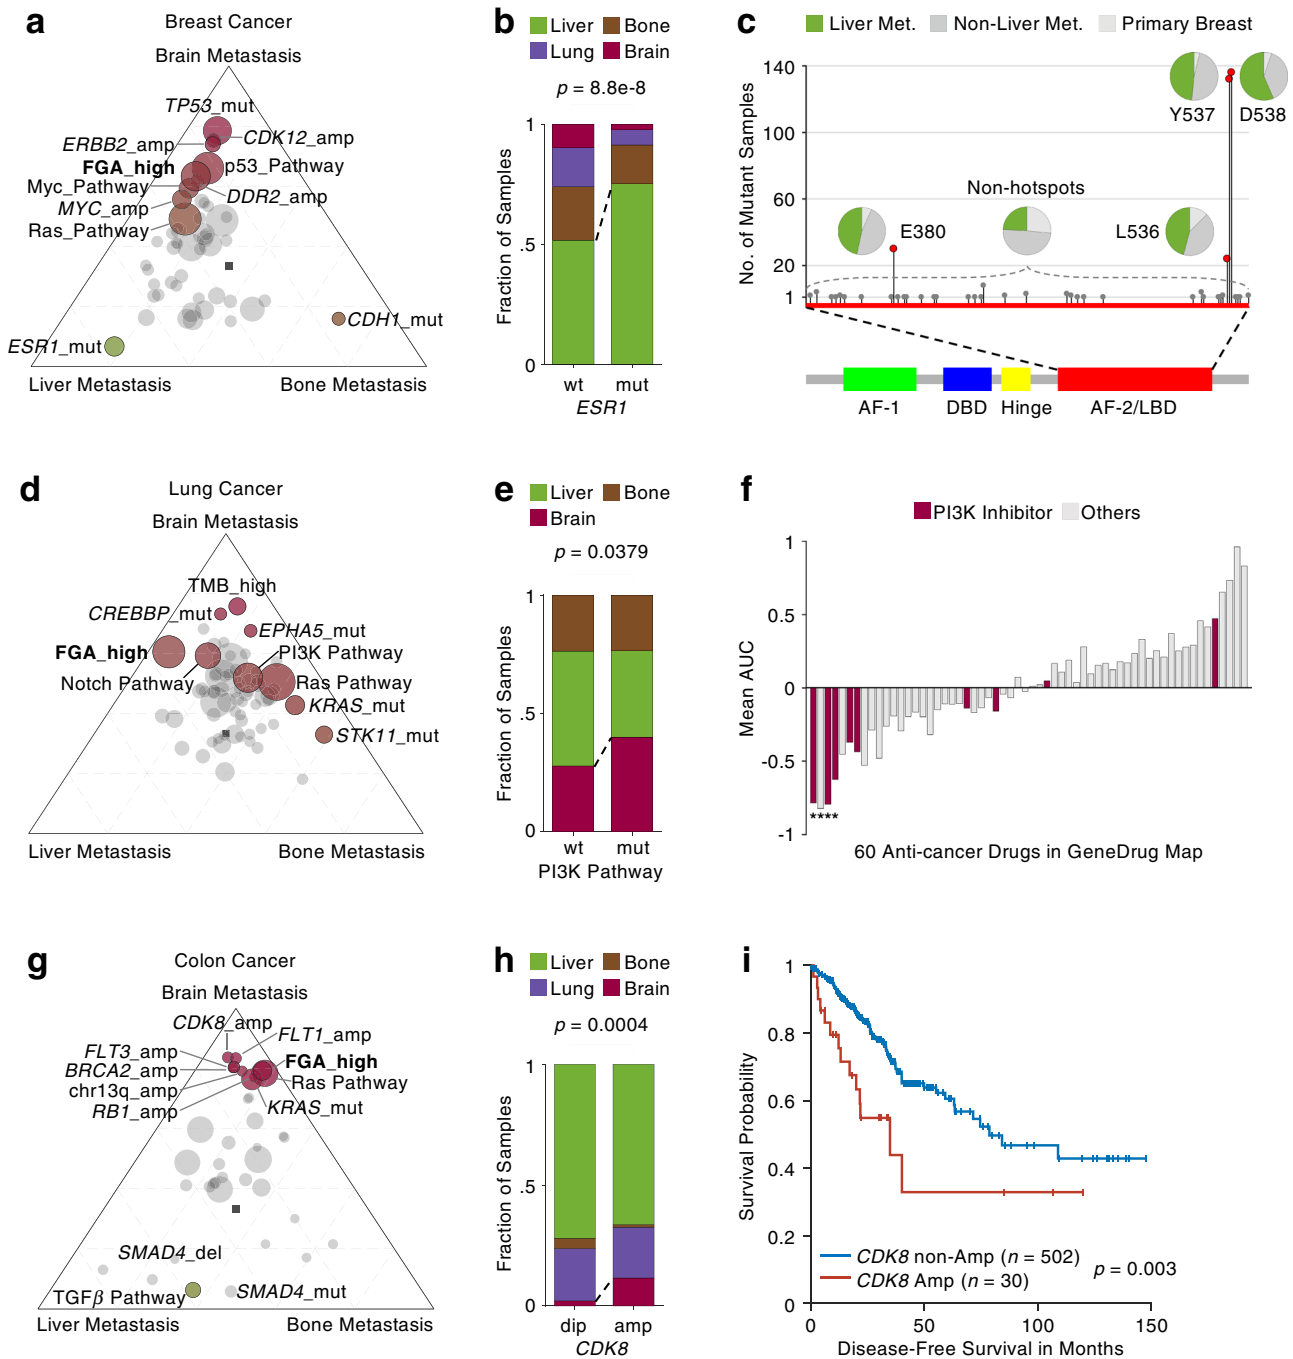 a
Breast Cancer
Brain Metastasis
TP53_mut
ERBB2_amp
CDK12_amp
FGA_high
p53_Pathway
Myc_Pathway
DDR2_amp
MYC_amp
Ras_Pathway
CDH1_mut
ESR1_mut
Liver Metastasis
Bone Metastasis
b
Liver
Bone
Lung
Brain
p = 8.8e-8
Fraction of Samples
1
.5
0
wt
mut
ESR1
c
Liver Met.
Non-Liver Met.
Primary Breast
No. of Mutant Samples
140
100
60
20
1
Y537
D538
Non-hotspots
E380
L536
AF-1
DBD
Hinge
AF-2/LBD
d
Lung Cancer
Brain Metastasis
TMB_high
CREBBP_mut
EPHA5_mut
FGA_high
PI3K Pathway
Notch Pathway
Ras Pathway
KRAS_mut
STK11_mut
Liver Metastasis
Bone Metastasis
e
Liver
Bone
Brain
p = 0.0379
Fraction of Samples
1
.5
0
wt
mut
PI3K Pathway
f
PI3K Inhibitor
Others
Mean AUC
1
0.5
0
-0.5
-1
****
60 Anti-cancer Drugs in GeneDrug Map
g
Colon Cancer
Brain Metastasis
CDK8_amp
FLT1_amp
FLT3_amp
FGA_high
BRCA2_amp
Ras Pathway
chr13q_amp
KRAS_mut
RB1_amp
SMAD4_del
TGFβ Pathway
SMAD4_mut
Liver Metastasis
Bone Metastasis
h
Liver
Bone
Lung
Brain
p = 0.0004
Fraction of Samples
1
.5
0
dip
amp
CDK8
i
Survival Probability
1
0.8
0.6
0.4
0.2
0
CDK8 non-Amp (n = 502)
CDK8 Amp (n = 30)
p = 0.003
0
50
100
150
Disease-Free Survival in Months